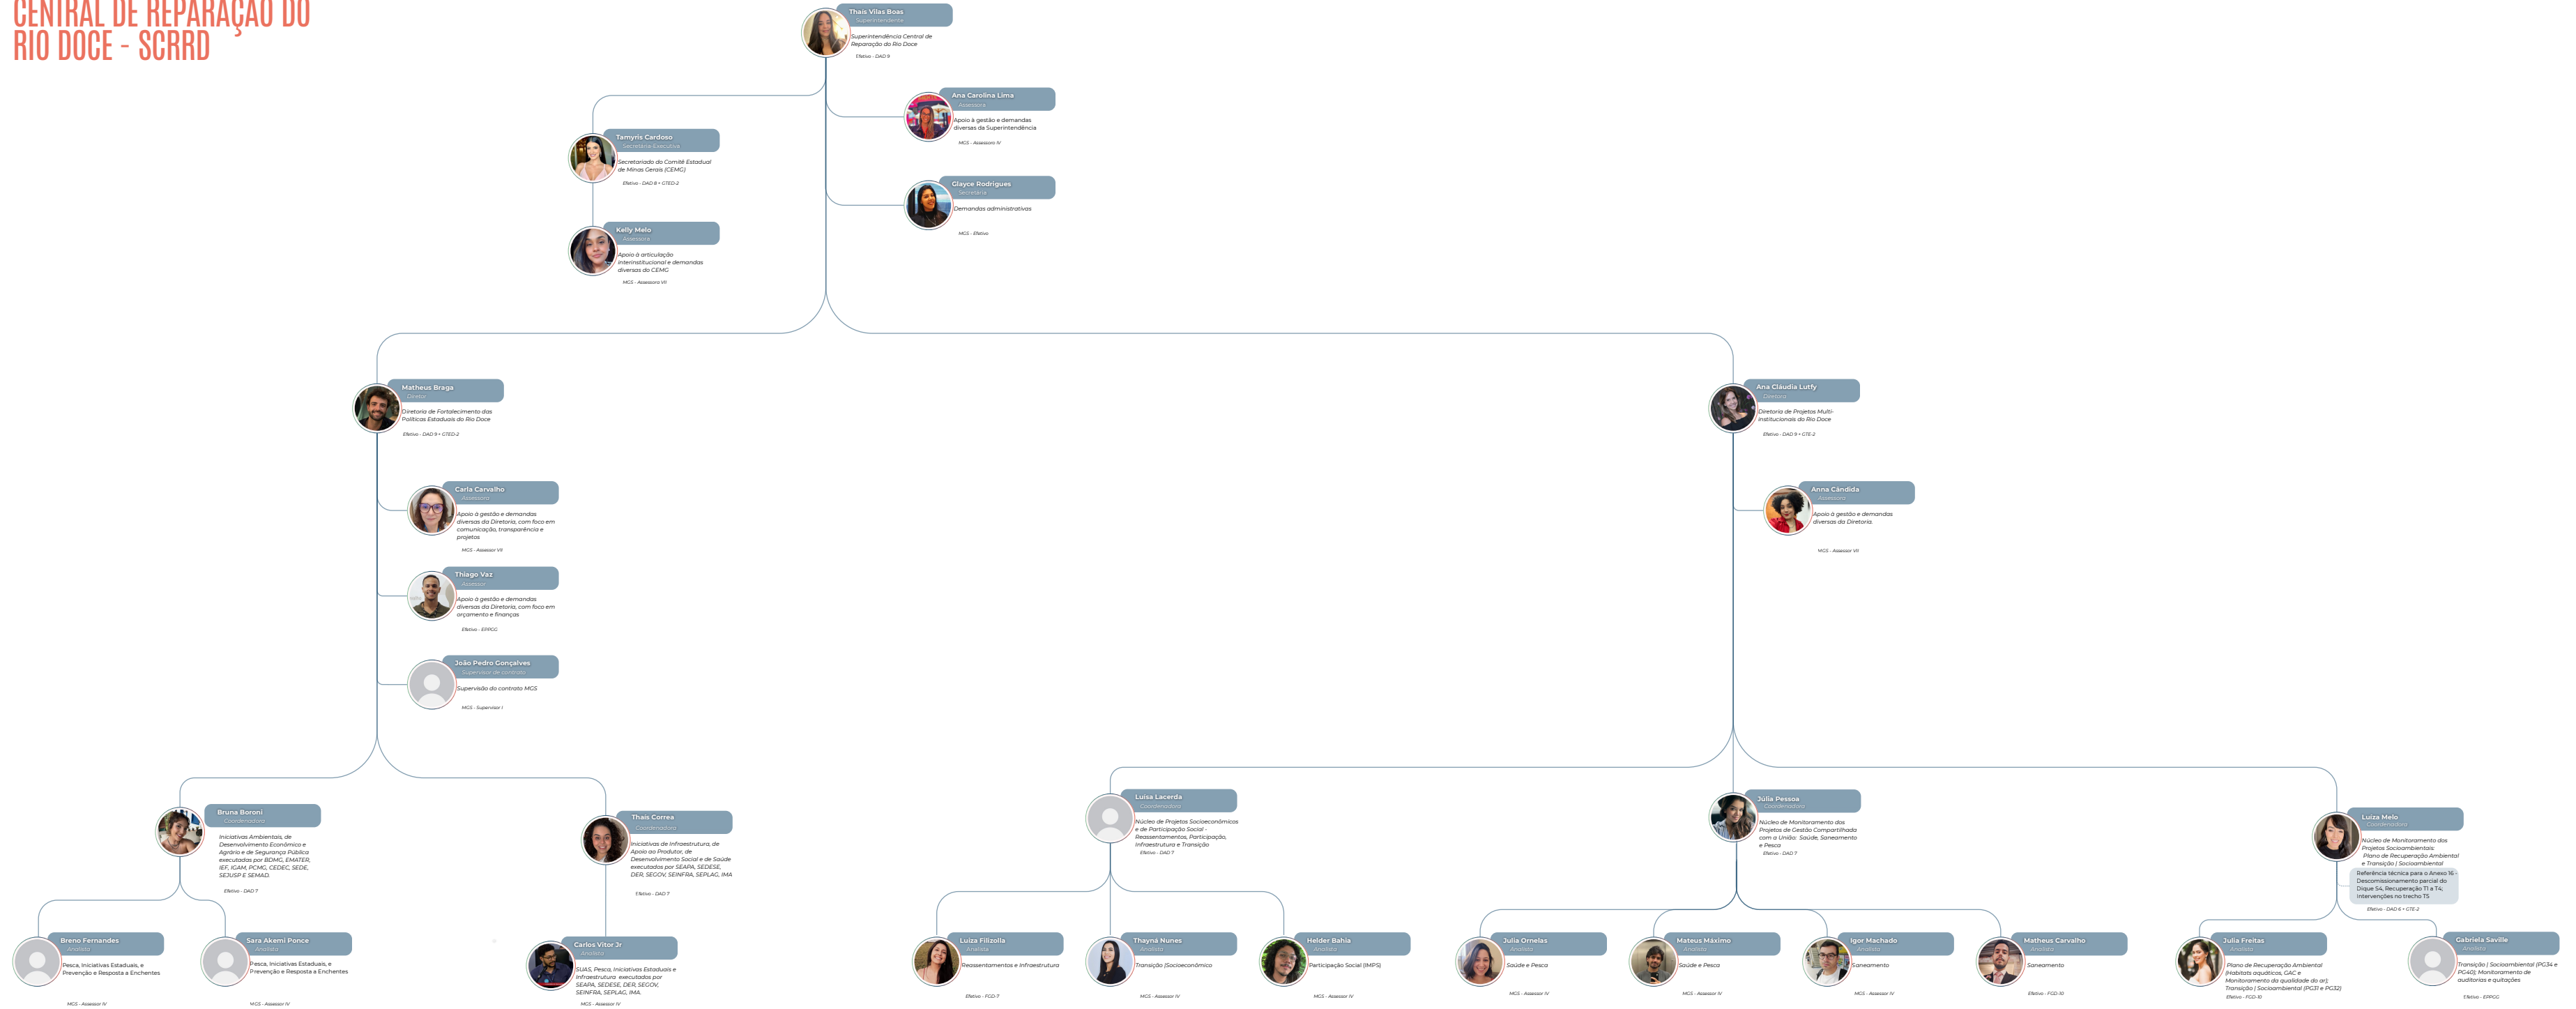 CENTRAL DE REPARAÇÃO DO
RIO DOCE - SCRRD
Thaís Vilas Boas
Superintendente
Superintendência Central de
Reparação do Rio Doce
Efetivo - DAD 9
Ana Carolina Lima
Assessora
Apoio à gestão e demandas
diversas da Superintendência
MGS - Assessora IV
Tamyris Cardoso
Secretária Executiva
Secretariado do Comitê Estadual
de Minas Gerais (CEMG)
Efetivo - DAD 8 + GTED-2
Glayce Rodrigues
Secretária
Demandas administrativas
MGS - Efetivo
Kelly Melo
Assessora
Apoio à articulação
interinstitucional e demandas
diversas do CEMG
MGS - Assessora VII
Matheus Braga
Diretor
Diretoria de Fortalecimento das
Políticas Estaduais do Rio Doce
Efetivo - DAD 9 + GTED-2
Ana Cláudia Lutfy
Diretora
Diretoria de Projetos Multi-
institucionais do Rio Doce
Efetivo - DAD 9 + GTE-2
Carla Carvalho
Assessora
Apoio à gestão e demandas
diversas da Diretoria, com foco em
comunicação, transparência e
projetos
MGS - Assessor VII
Anna Cândida
Assessora
Apoio à gestão e demandas
diversas da Diretoria.
MGS - Assessor VII
Thiago Vaz
Assessor
Apoio à gestão e demandas
diversas da Diretoria, com foco em
orçamento e finanças
Efetivo - EPPGG
João Pedro Gonçalves
Supervisor de contrato
Supervisão do contrato MGS
MGS - Supervisor I
Bruna Boroni
Coordenadora
Iniciativas Ambientais, de
Desenvolvimento Econômico e
Agrário e de Segurança Pública
executadas por BDMG, EMATER,
IEF, IGAM, PCMG, CEDEC, SEDE,
SEJUSP E SEMAD.
Efetivo - DAD 7
Thaís Correa
Coordenadora
Iniciativas de Infraestrutura, de
Apoio ao Produtor, de
Desenvolvimento Social e de Saúde
executadas por SEAPA, SEDESE,
DER, SEGOV, SEINFRA, SEPLAG, IMA
Efetivo - DAD 7
Luisa Lacerda
Coordenadora
Núcleo de Projetos Socioeconômicos
e de Participação Social -
Reassentamentos, Participação,
Infraestrutura e Transição
Efetivo - DAD 7
Júlia Pessoa
Coordenadora
Núcleo de Monitoramento dos
Projetos de Gestão Compartilhada
com a União: Saúde, Saneamento
e Pesca
Efetivo - DAD 7
Luíza Melo
Coordenadora
Núcleo de Monitoramento dos
Projetos Socioambientais:
Plano de Recuperação Ambiental
e Transição | Socioambiental
Referência técnica para o Anexo 16 -
Descomissionamento parcial do
Dique S4, Recuperação T1 a T4;
Intervenções no trecho T5
Efetivo - DAD 6 + GTE-2
Breno Fernandes
Analista
Pesca, Iniciativas Estaduais, e
Prevenção e Resposta a Enchentes
MGS - Assessor IV
Sara Akemi Ponce
Analista
Pesca, Iniciativas Estaduais, e
Prevenção e Resposta a Enchentes
MGS - Assessor IV
Carlos Vitor Jr
Analista
SUAS, Pesca, Iniciativas Estaduais e
Infraestrutura executadas por
SEAPA, SEDESE, DER, SEGOV,
SEINFRA, SEPLAG, IMA.
MGS - Assessor IV
Luiza Filizolla
Analista
Reassentamentos e Infraestrutura
Efetivo - FGD-7
Thayná Nunes
Analista
Transição |Socioeconômico
MGS - Assessor IV
Helder Bahia
Analista
Participação Social (IMPS)
MGS - Assessor IV
Julia Ornelas
Analista
Saúde e Pesca
MGS - Assessor IV
Mateus Máximo
Analista
Saúde e Pesca
MGS - Assessor IV
Igor Machado
Analista
Saneamento
MGS - Assessor IV
Matheus Carvalho
Analista
Saneamento
Efetivo - FGD-10
Julia Freitas
Analista
Plano de Recuperação Ambiental
(Habitats aquáticos, GAC e
Monitoramento da qualidade do ar);
Transição | Socioambiental (PG31 e PG32)
Efetivo - FGD-10
Gabriela Saville
Analista
Transição | Socioambiental (PG34 e
PG40); Monitoramento de
auditorias e quitações
Efetivo - EPPGG